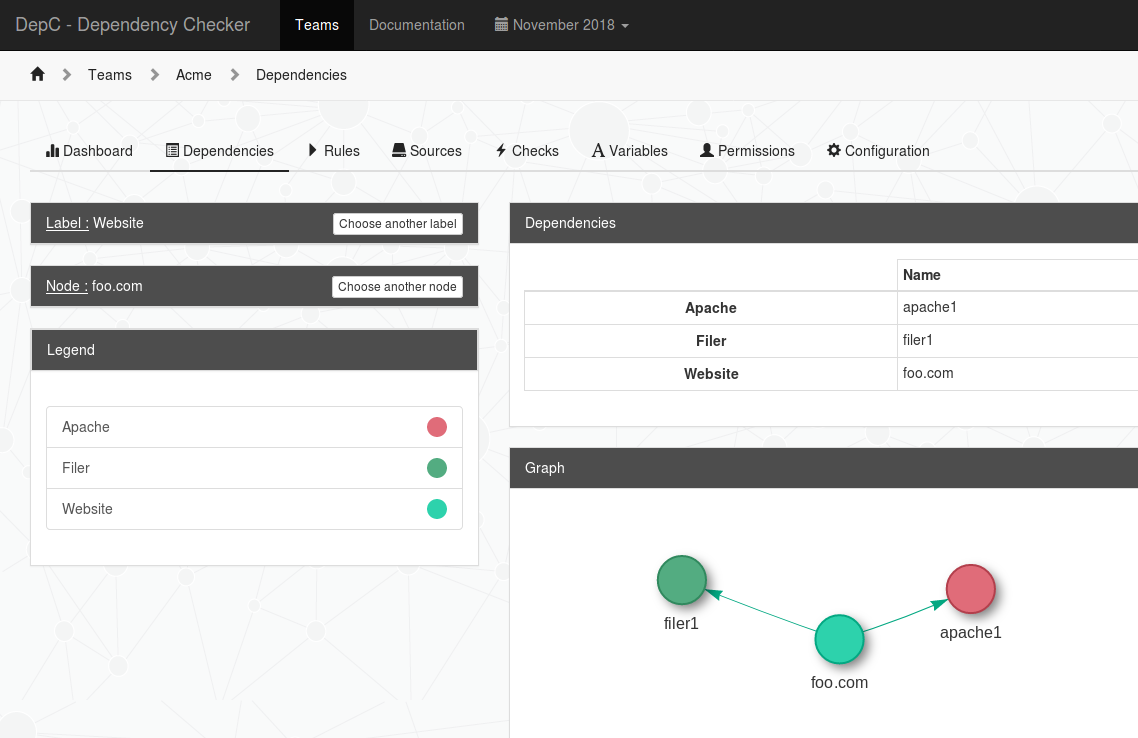 DepC - Dependency Checker Teams Documentation November 2018
Teams Acme Dependencies
Dashboard Dependencies Rules Sources Checks Variables Permissions Configuration
Label : Website Choose another label
Node : foo.com Choose another node
Legend
Apache
Filer
Website
Dependencies
Name
Apache apache1
Filer filer1
Website foo.com
Graph
filer1
apache1
foo.com